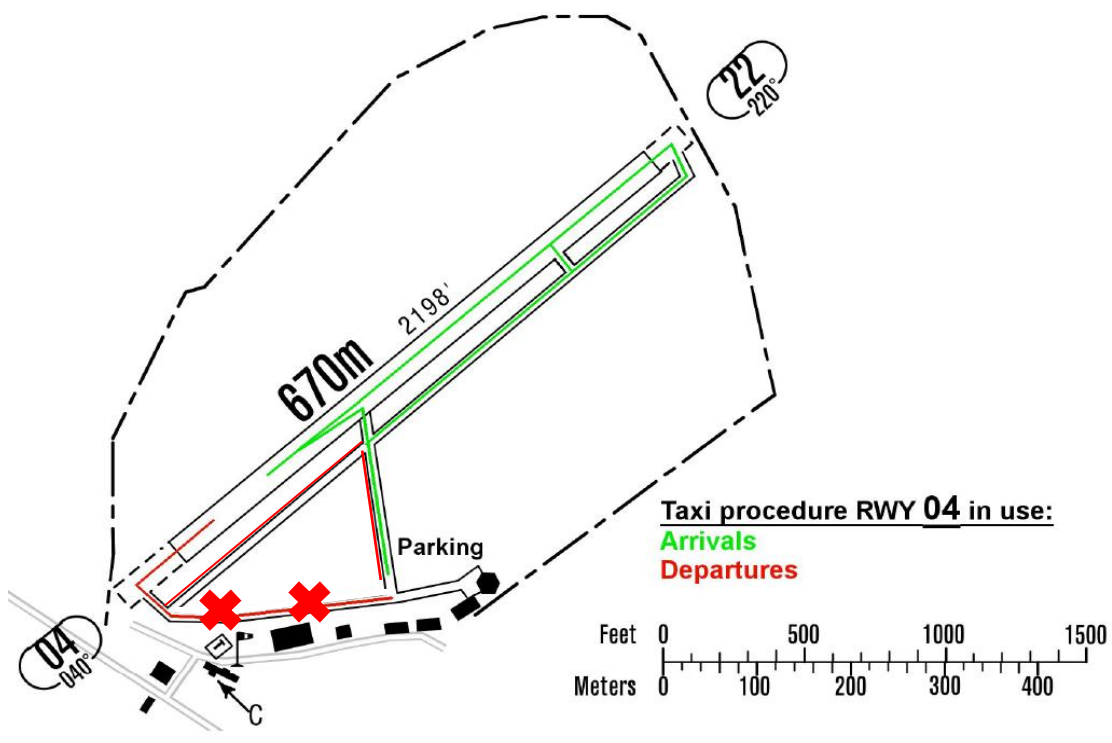 22
220°
2198'
670m
Parking
Taxi procedure RWY 04 in use:
Arrivals
Departures
04
040°
T
C
Feet 0 500 1000 1500
Meters 0 100 200 300 400